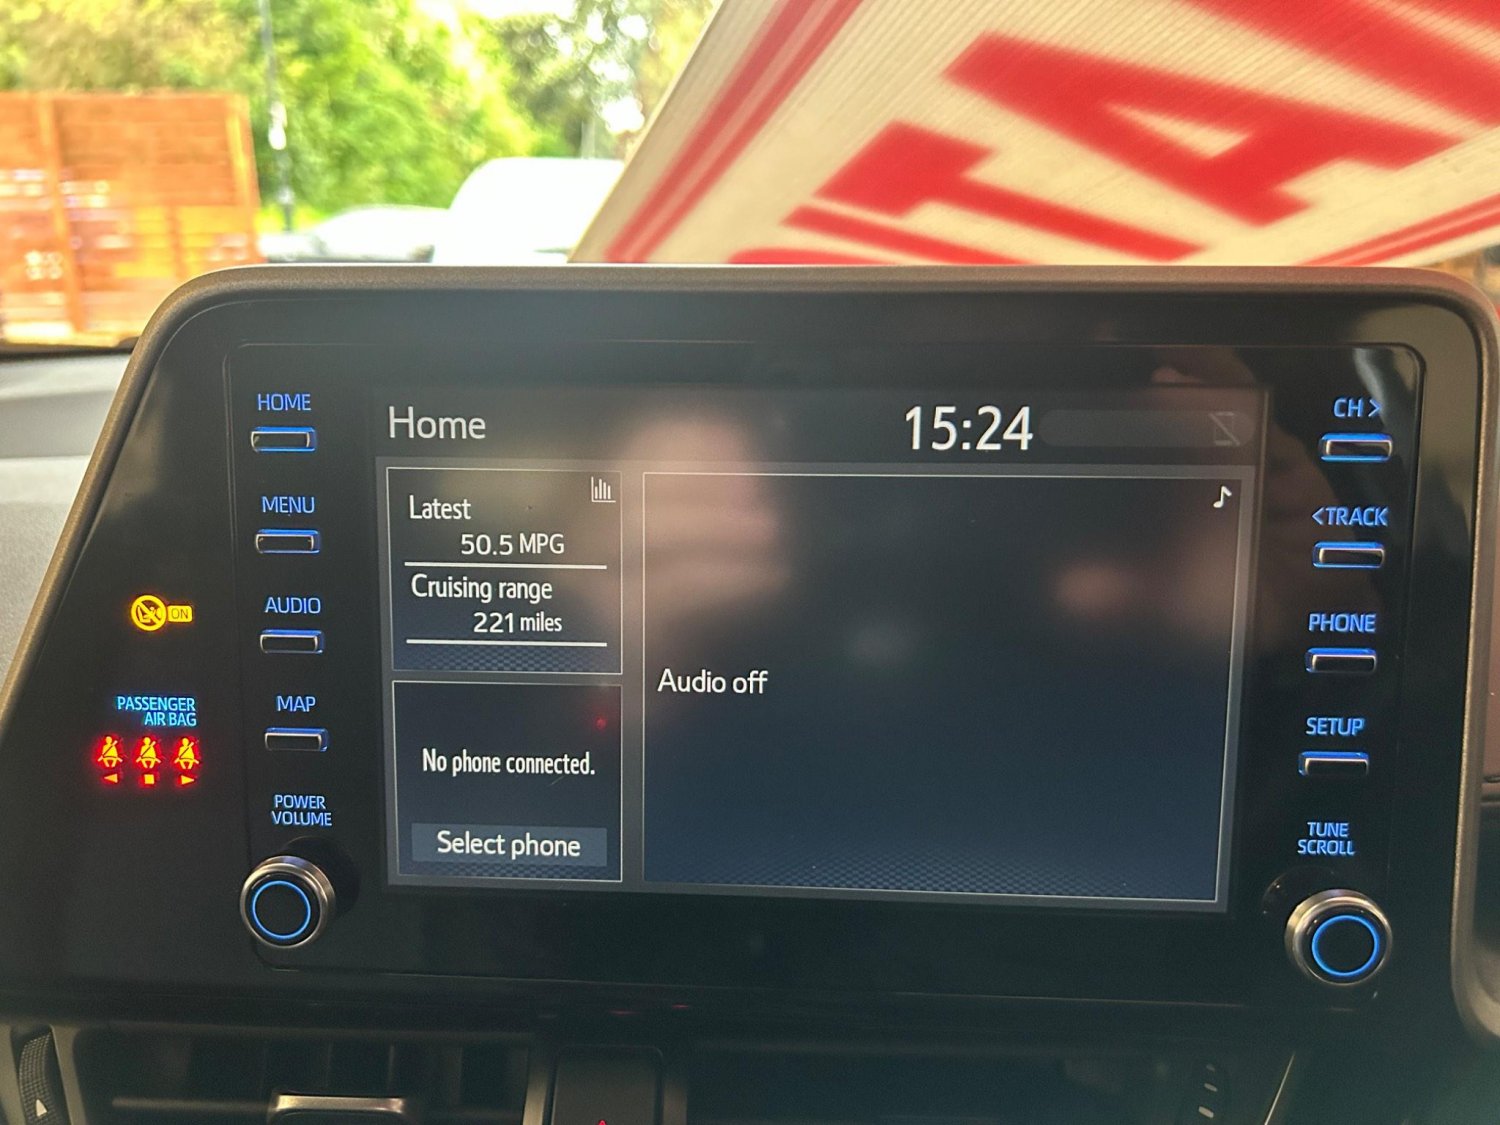 HOME
MENU
AUDIO
ON
MAP
PASSENGER
AIR BAG
POWER
VOLUME
Home
15:24
Latest
50.5 MPG
Cruising range
221 miles
No phone connected.
Select phone
Audio off
CH >
<TRACK
PHONE
SETUP
TUNE
SCROLL